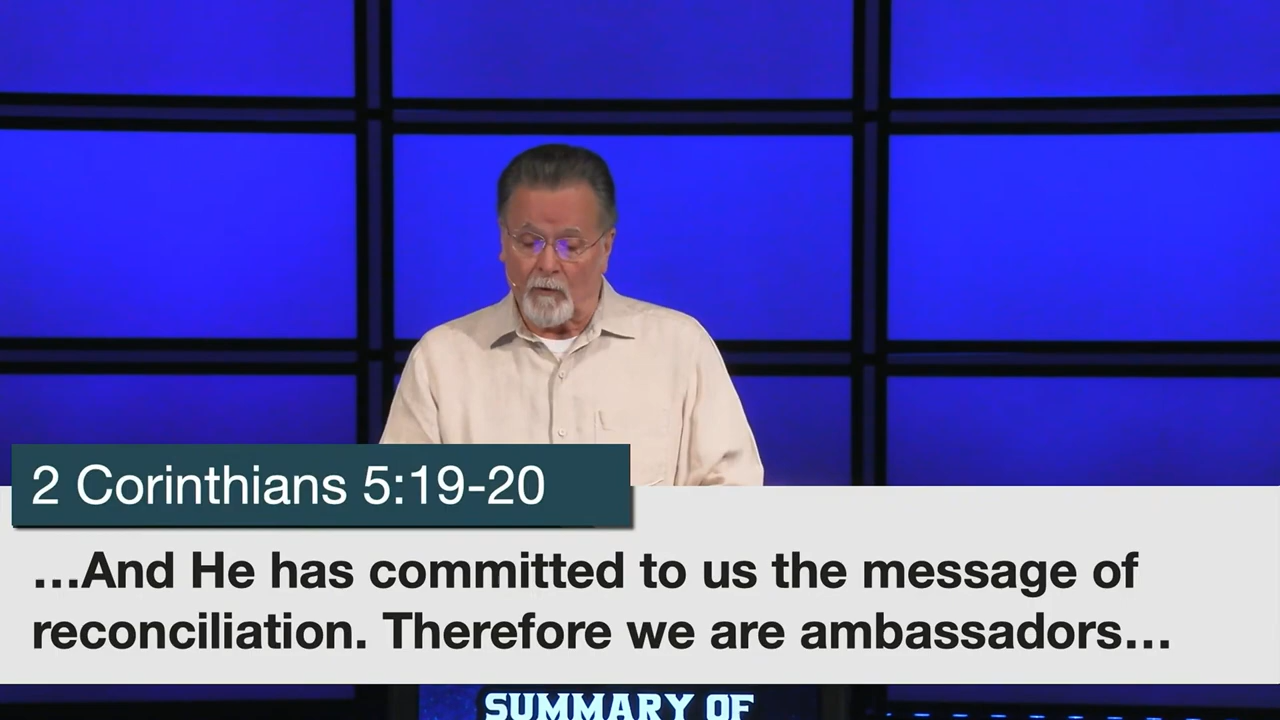 2 Corinthians 5:19-20
…And He has committed to us the message of
reconciliation. Therefore we are ambassadors…
SUMMARY OF